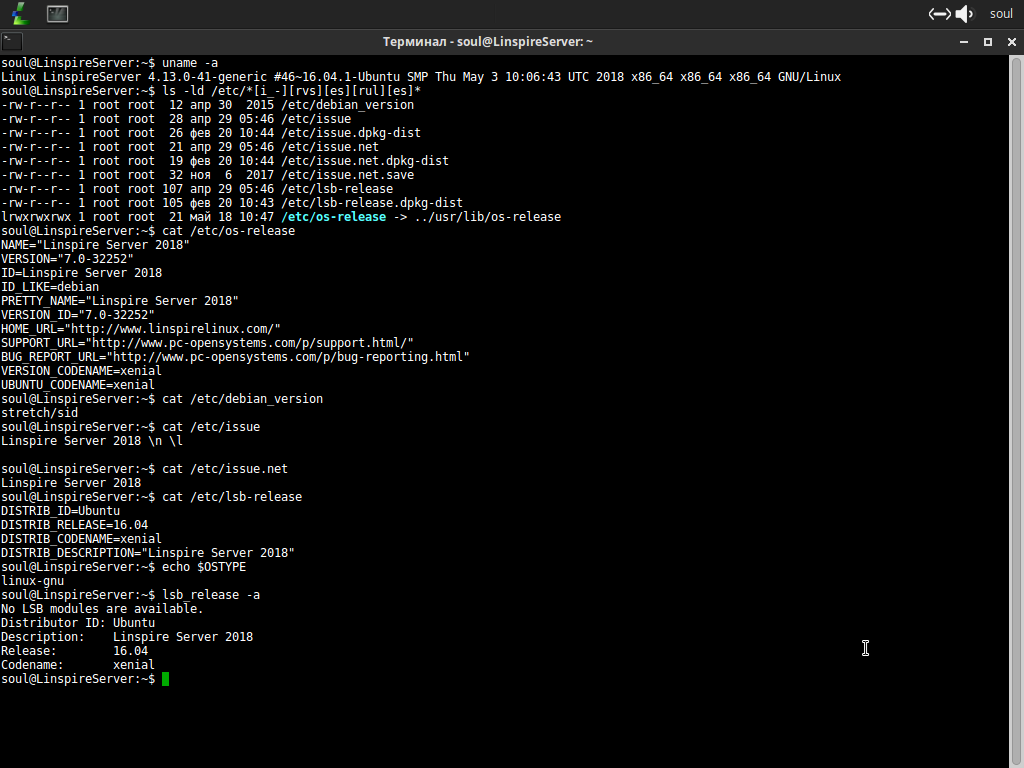 soul
Терминал - soul@LinspireServer: ~
soul@LinspireServer:~$ uname -a
Linux LinspireServer 4.13.0-41-generic #46~16.04.1-Ubuntu SMP Thu May 3 10:06:43 UTC 2018 x86_64 x86_64 x86_64 GNU/Linux
soul@LinspireServer:~$ ls -ld /etc/*[i_-][rvs][es][rul][es]*
-rw-r--r-- 1 root root  12 апр 30  2015 /etc/debian_version
-rw-r--r-- 1 root root  28 апр 29 05:46 /etc/issue
-rw-r--r-- 1 root root  26 фев 20 10:44 /etc/issue.dpkg-dist
-rw-r--r-- 1 root root  21 апр 29 05:46 /etc/issue.net
-rw-r--r-- 1 root root  19 фев 20 10:44 /etc/issue.net.dpkg-dist
-rw-r--r-- 1 root root  32 ноя  6  2017 /etc/issue.net.save
-rw-r--r-- 1 root root 107 апр 29 05:46 /etc/lsb-release
-rw-r--r-- 1 root root 105 фев 20 10:43 /etc/lsb-release.dpkg-dist
lrwxrwxrwx 1 root root  21 май 18 10:47 /etc/os-release -> ../usr/lib/os-release
soul@LinspireServer:~$ cat /etc/os-release
NAME="Linspire Server 2018"
VERSION="7.0-32252"
ID=Linspire Server 2018
ID_LIKE=debian
PRETTY_NAME="Linspire Server 2018"
VERSION_ID="7.0-32252"
HOME_URL="http://www.linspirelinux.com/"
SUPPORT_URL="http://www.pc-opensystems.com/p/support.html/"
BUG_REPORT_URL="http://www.pc-opensystems.com/p/bug-reporting.html"
VERSION_CODENAME=xenial
UBUNTU_CODENAME=xenial
soul@LinspireServer:~$ cat /etc/debian_version
stretch/sid
soul@LinspireServer:~$ cat /etc/issue
Linspire Server 2018 \n \l
soul@LinspireServer:~$ cat /etc/issue.net
Linspire Server 2018
soul@LinspireServer:~$ cat /etc/lsb-release
DISTRIB_ID=Ubuntu
DISTRIB_RELEASE=16.04
DISTRIB_CODENAME=xenial
DISTRIB_DESCRIPTION="Linspire Server 2018"
soul@LinspireServer:~$ echo $OSTYPE
linux-gnu
soul@LinspireServer:~$ lsb_release -a
No LSB modules are available.
Distributor ID: Ubuntu
Description:    Linspire Server 2018
Release:        16.04
Codename:       xenial
soul@LinspireServer:~$